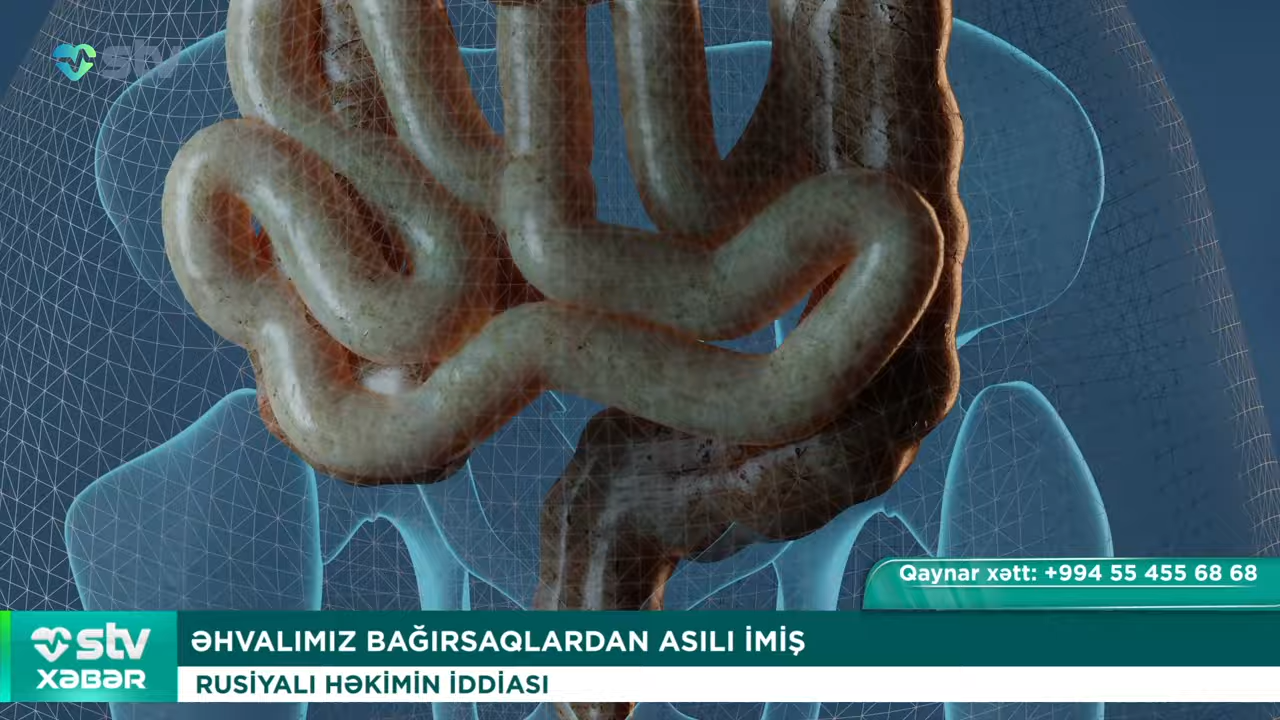 stv
Qaynar xətt: +994 55 455 68 68
stv
XəBəR
ƏHVALIMIZ BAĞIRSAQLARDAN ASILI İMİŞ
RUSİYALI HƏKİMİN İDDİASI